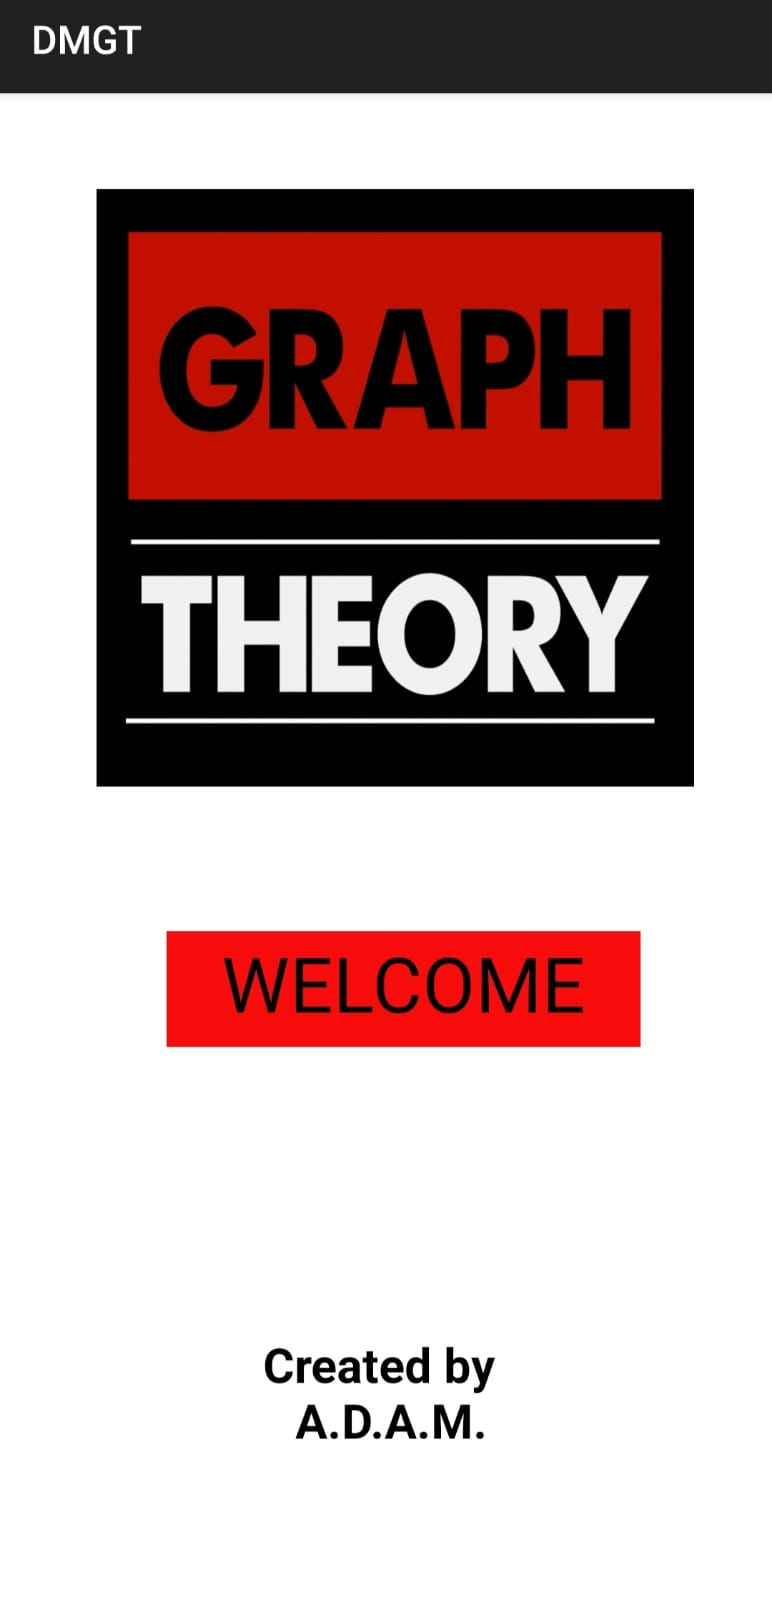 DMGT
GRAPH
THEORY
WELCOME
Created by
A.D.A.M.